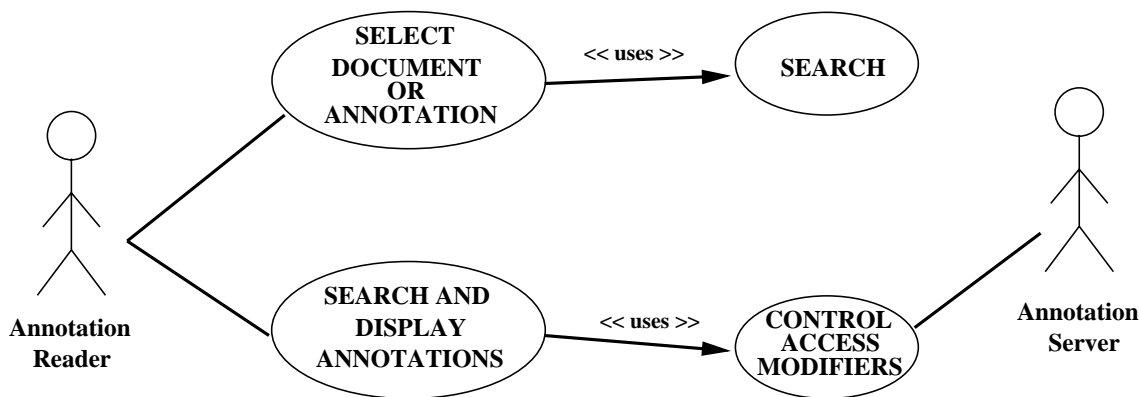 SELECT
DOCUMENT
OR
ANNOTATION
<< uses >>
SEARCH
Annotation
Reader
SEARCH AND
DISPLAY
ANNOTATIONS
<< uses >>
CONTROL
ACCESS
MODIFIERS
Annotation
Server